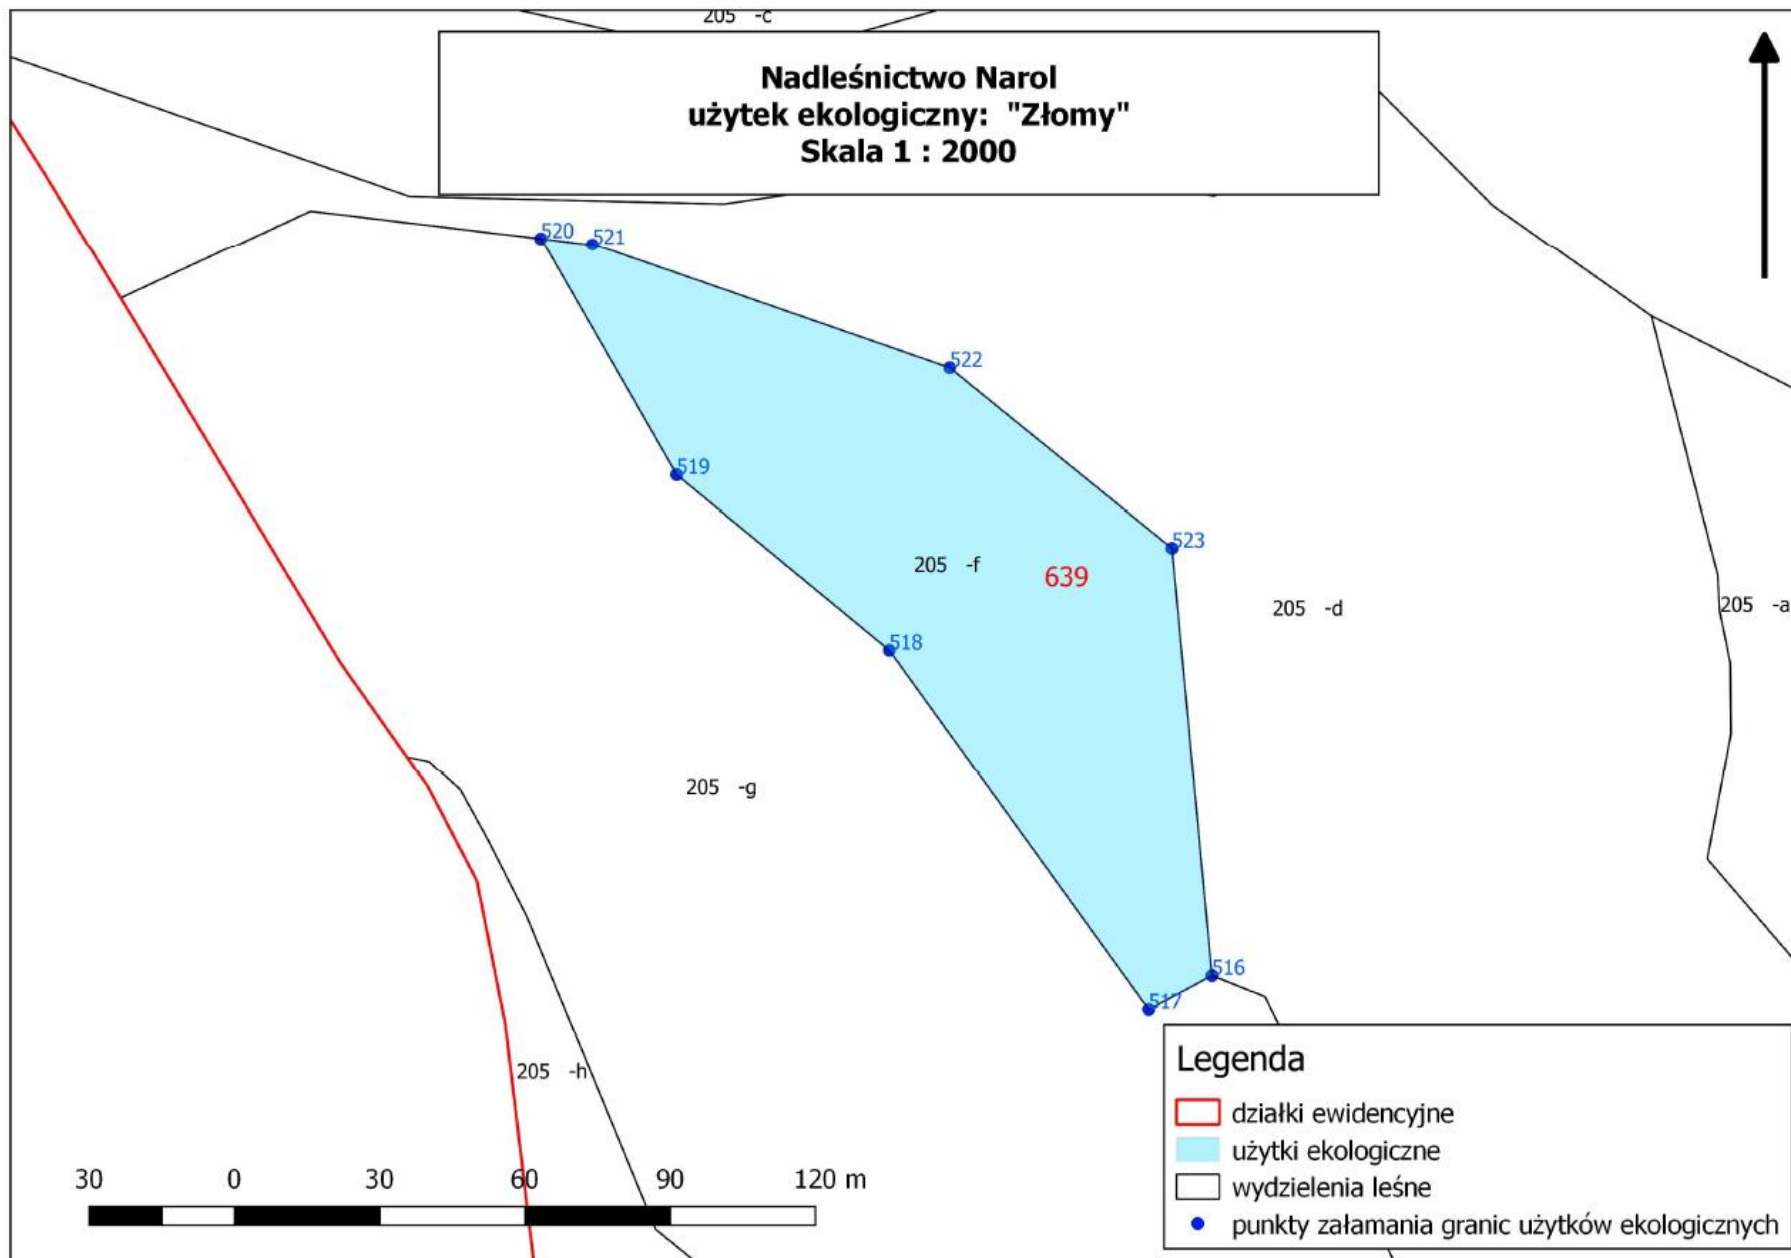 205 -c
Nadleśnictwo Narol
użytek ekologiczny: "Złomy"
Skala 1 : 2000
520
521
522
519
523
205 -f
639
205 -d
205 -a
518
205 -g
516
517
205 -h
Legenda
działki ewidencyjne
użytki ekologiczne
wydzielenia leśne
punkty załamania granic użytków ekologicznych
30 0 30 60 90 120 m